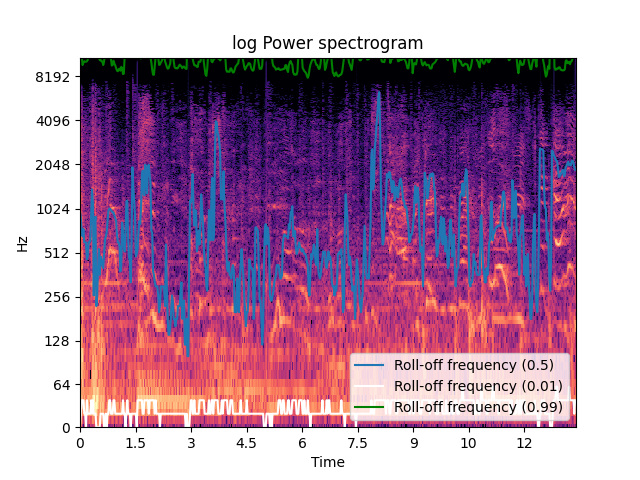 log Power spectrogram
Hz
8192
4096
2048
1024
512
256
128
64
0
Roll-off frequency (0.5)
Roll-off frequency (0.01)
Roll-off frequency (0.99)
0 1.5 3 4.5 6 7.5 9 10 12
Time